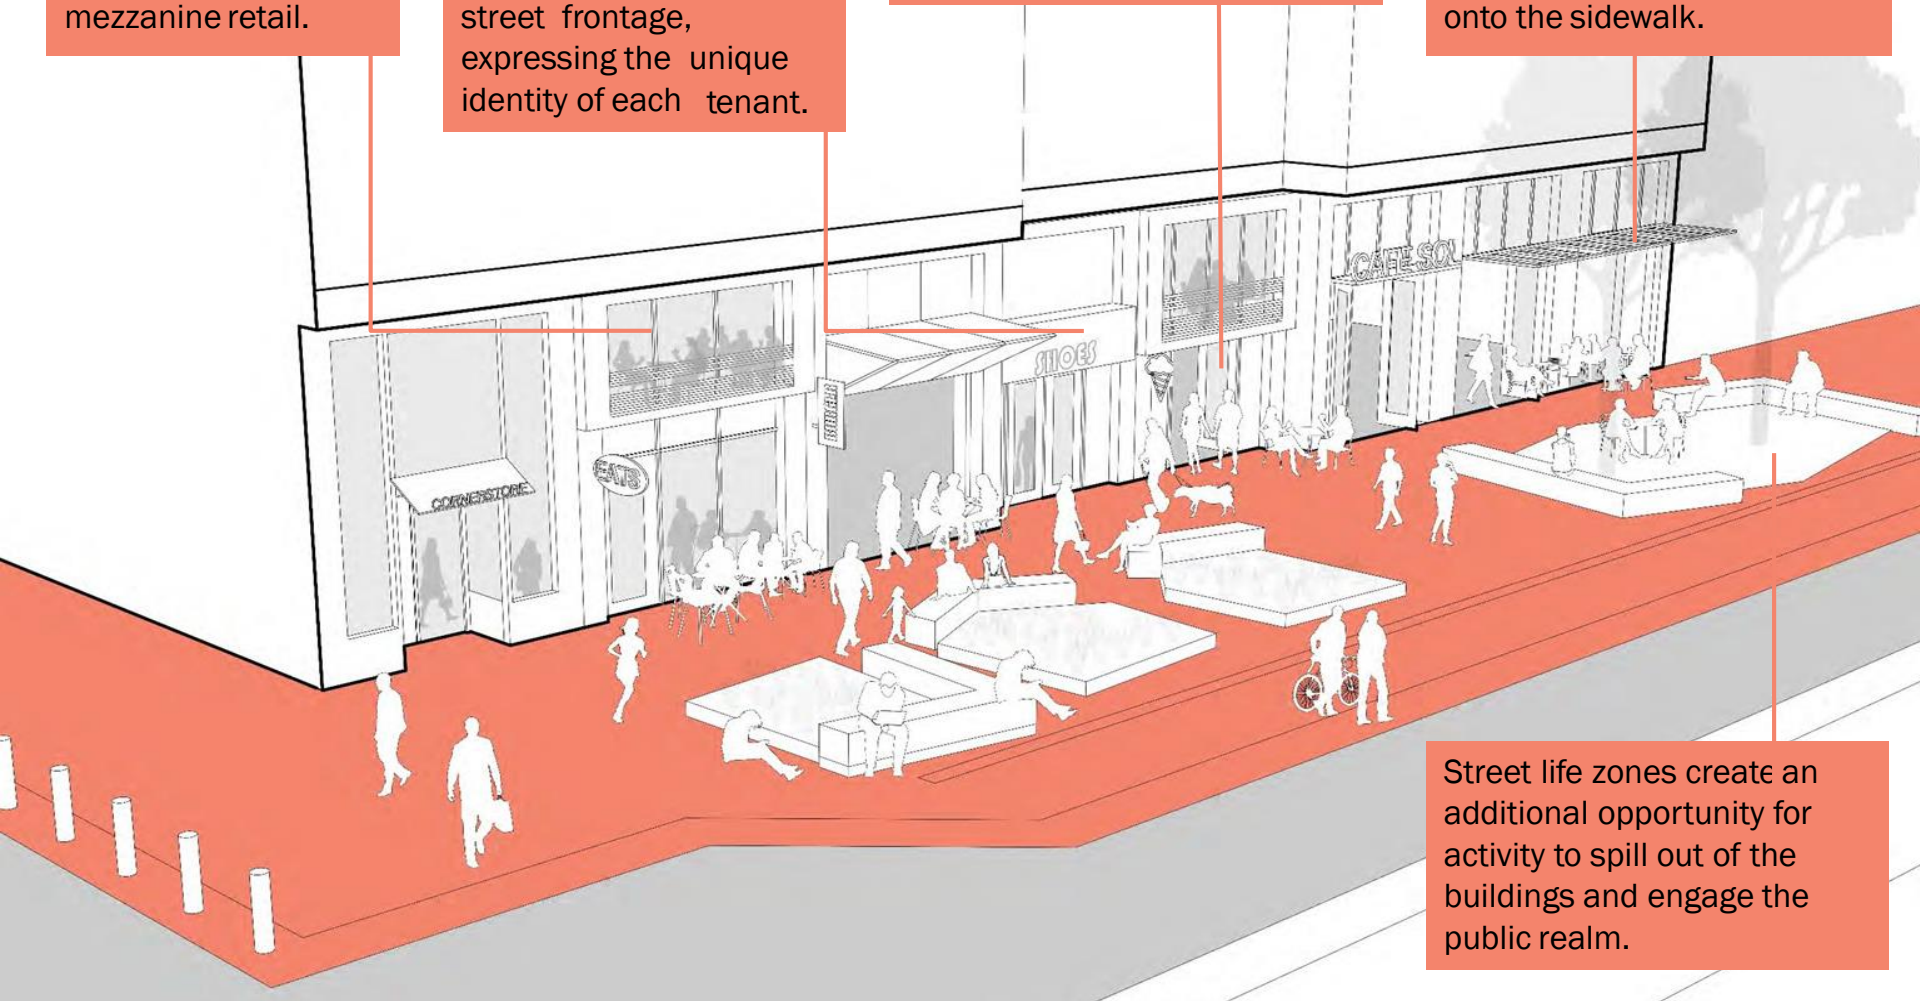 mezzanine retail.
street frontage,
expressing the unique
identity of each tenant.
onto the sidewalk.
CAFE SOL
SHOES
EATS
CORNERSTORE
Street life zones create an
additional opportunity for
activity to spill out of the
buildings and engage the
public realm.